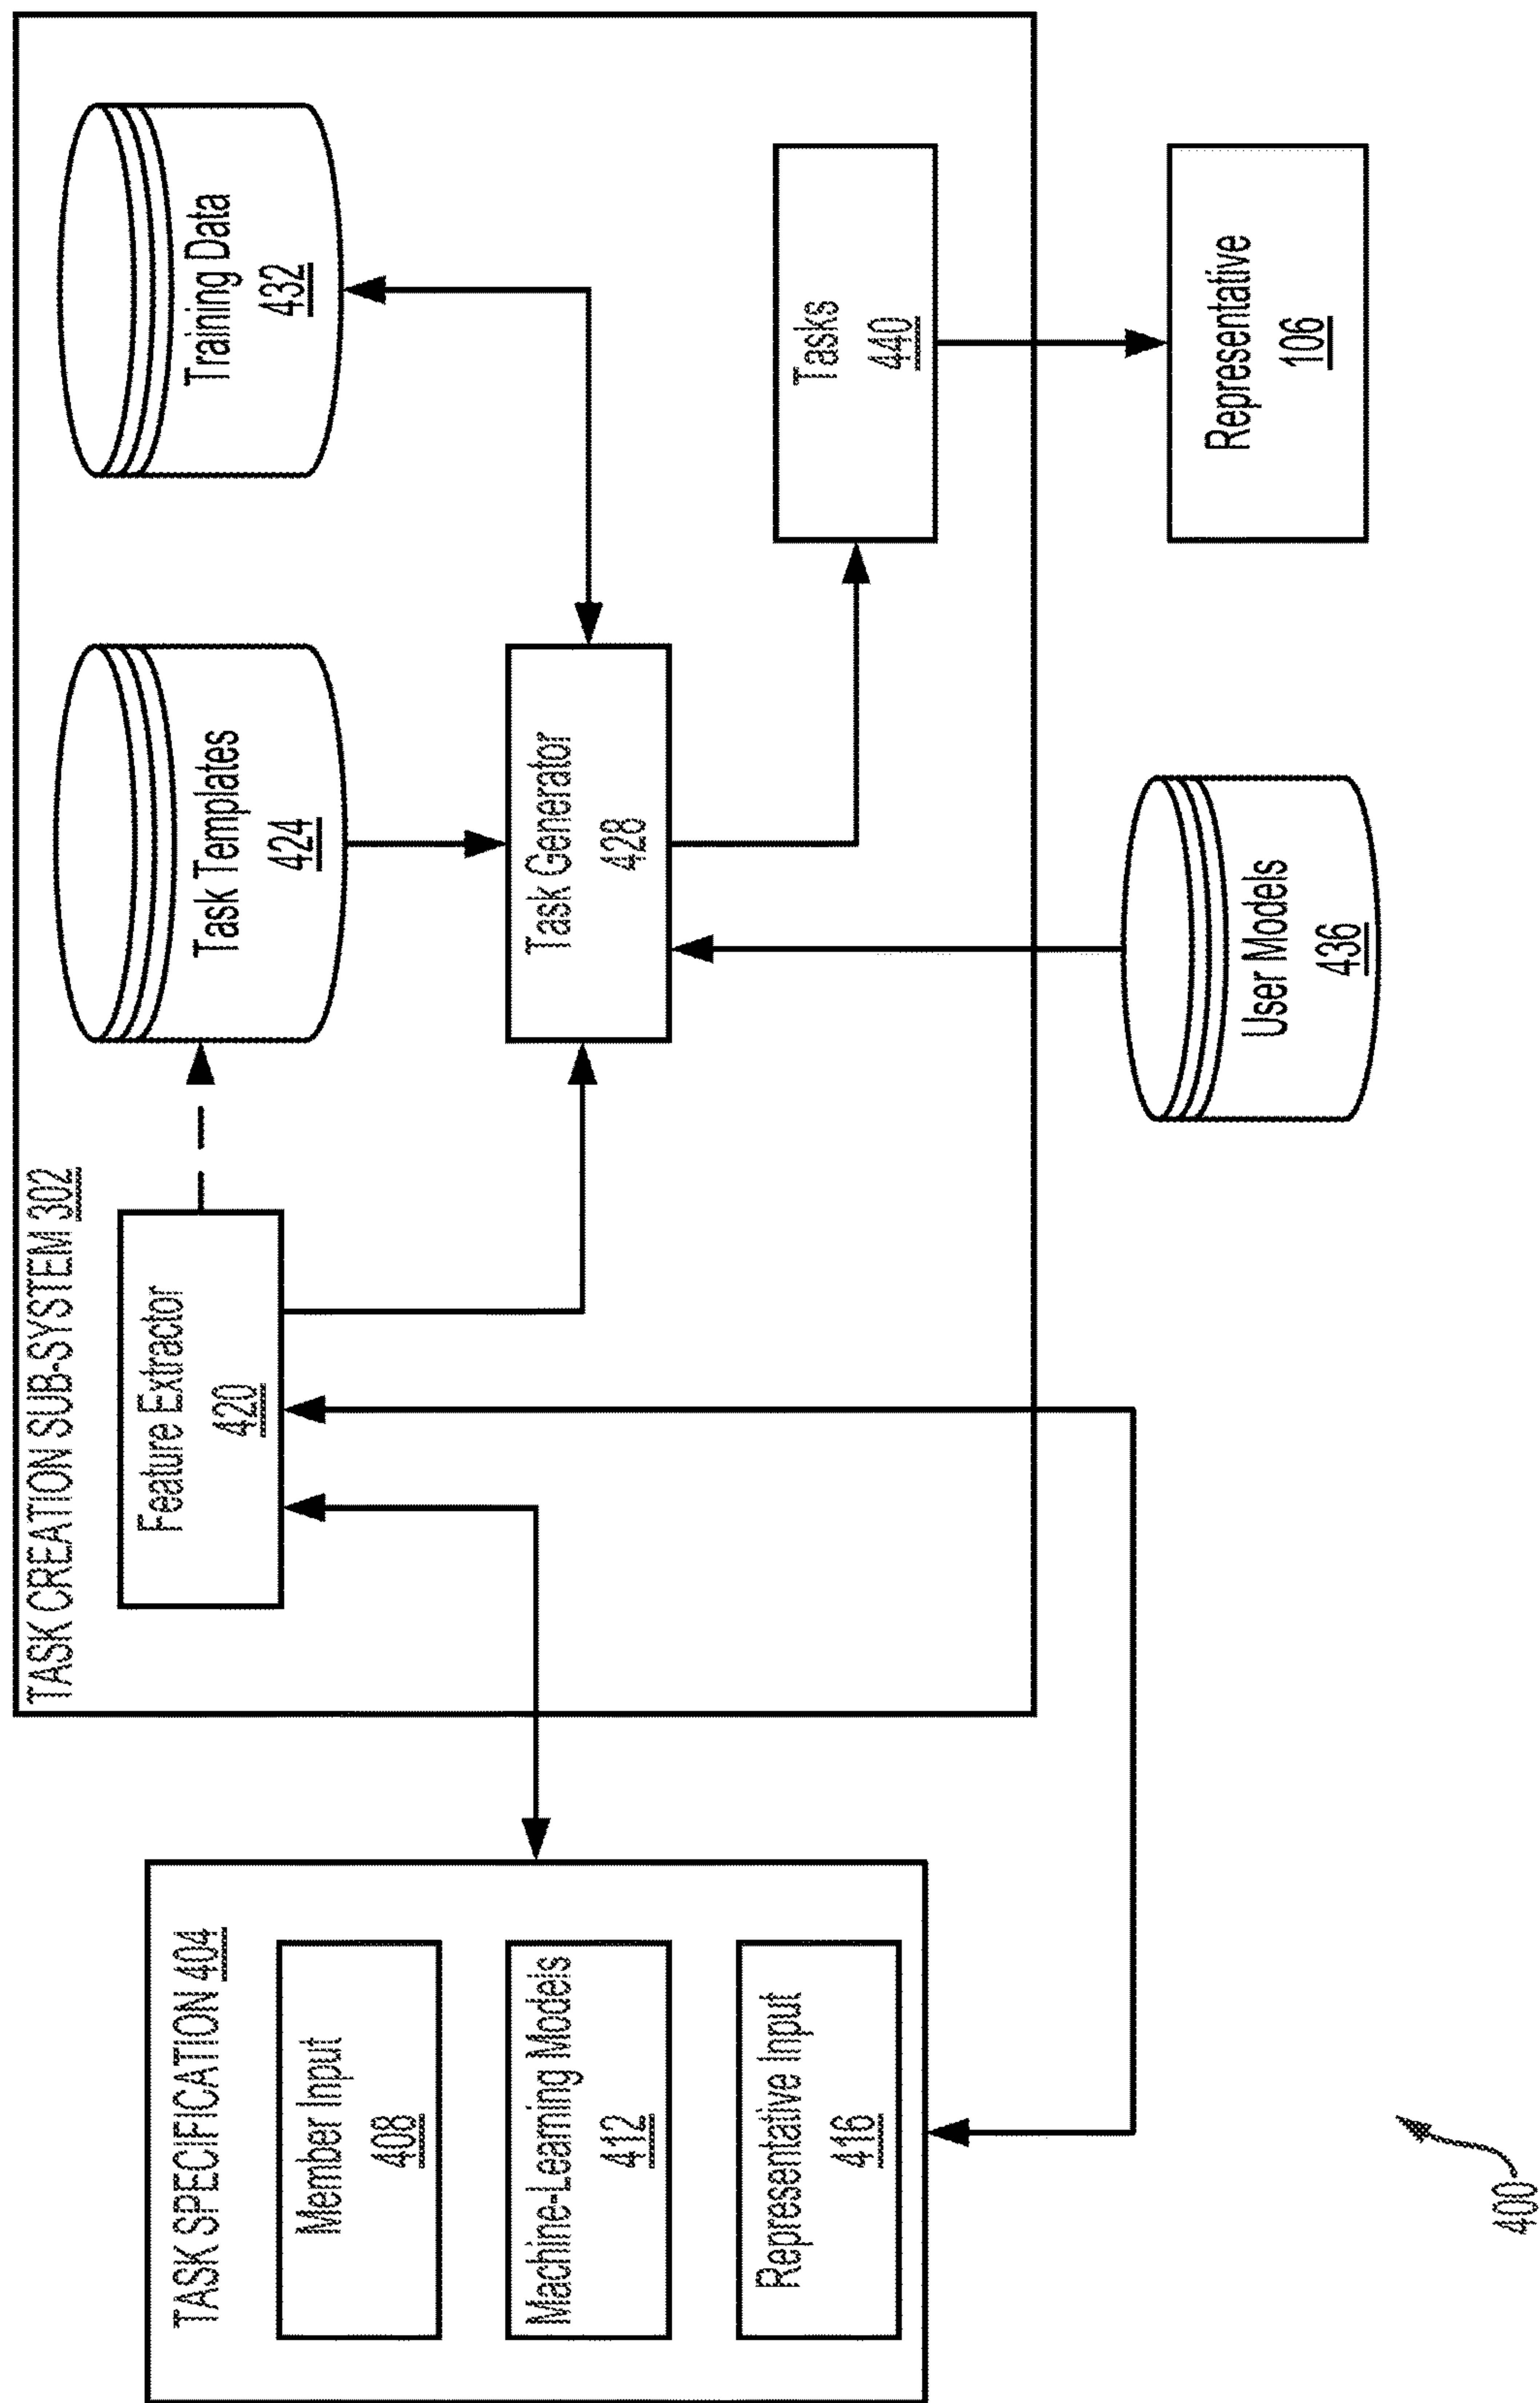 TASK SPECIFICATION 404
Member Input
408
Machine-Learning Models
412
Representative Input
416
TASK CREATION SUB-SYSTEM 302
Feature Extractor
420
Task Templates
424
Training Data
432
Task Generator
428
Tasks
440
User Models
436
Representative
106
400